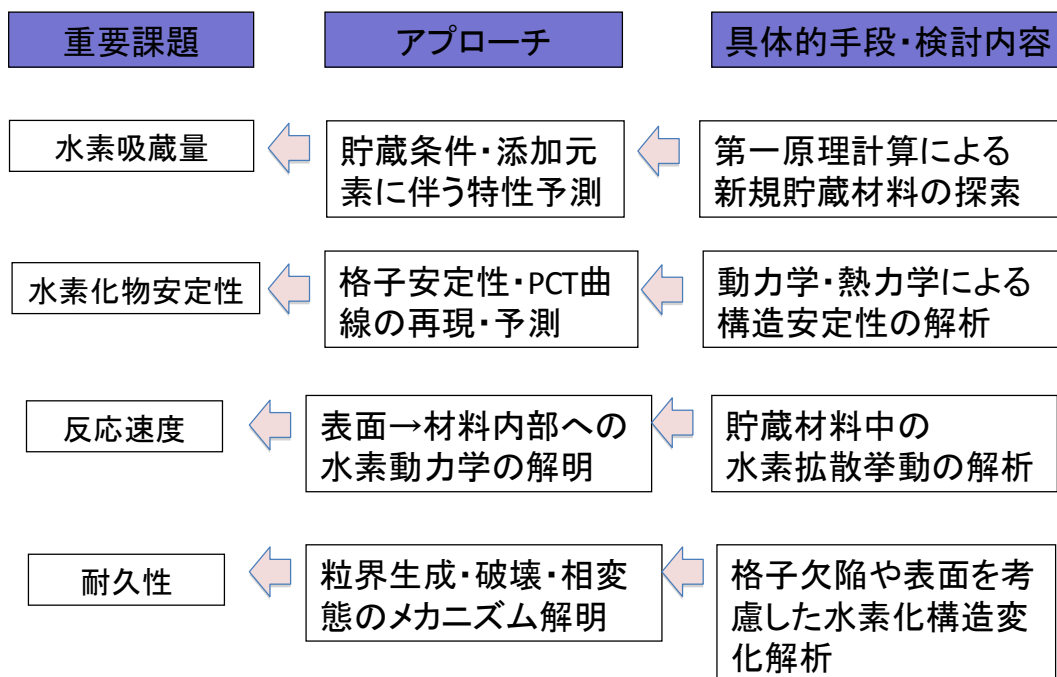 重要課題
アプローチ
具体的手段・検討内容
水素吸蔵量
貯蔵条件・添加元
素に伴う特性予測
第一原理計算による
新規貯蔵材料の探索
水素化物安定性
格子安定性・PCT曲
線の再現・予測
動力学・熱力学による
構造安定性の解析
反応速度
表面→材料内部への
水素動力学の解明
貯蔵材料中の
水素拡散挙動の解析
耐久性
粒界生成・破壊・相変
態のメカニズム解明
格子欠陥や表面を考
慮した水素化構造変
化解析